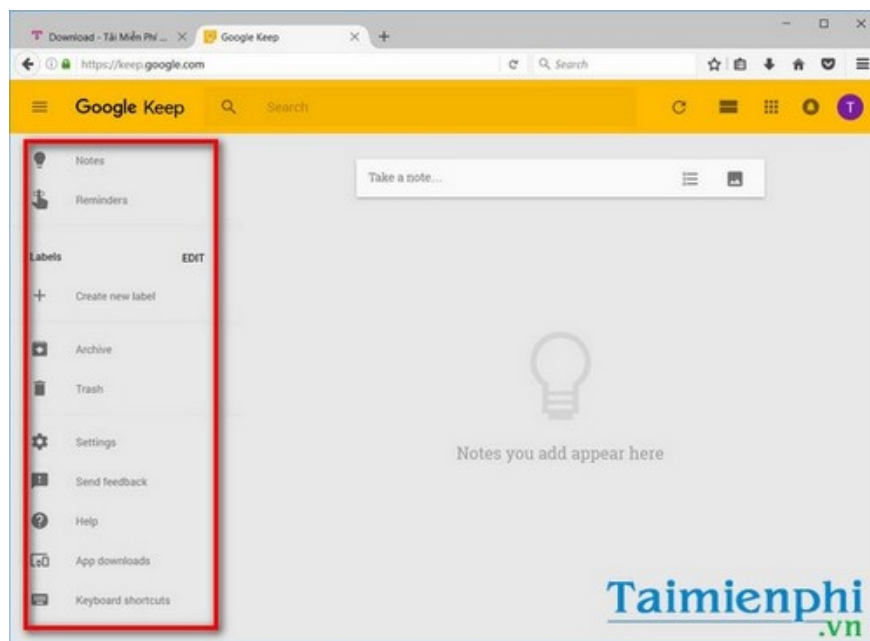 Download - Tải Miễn Phí ...
Google Keep
https://keep.google.com
Search
Google Keep
Search
T
Notes
Reminders
Labels EDIT
Create new label
Archive
Trash
Settings
Send feedback
Help
App downloads
Keyboard shortcuts
Take a note...
Notes you add appear here
Taimienphi
.vn